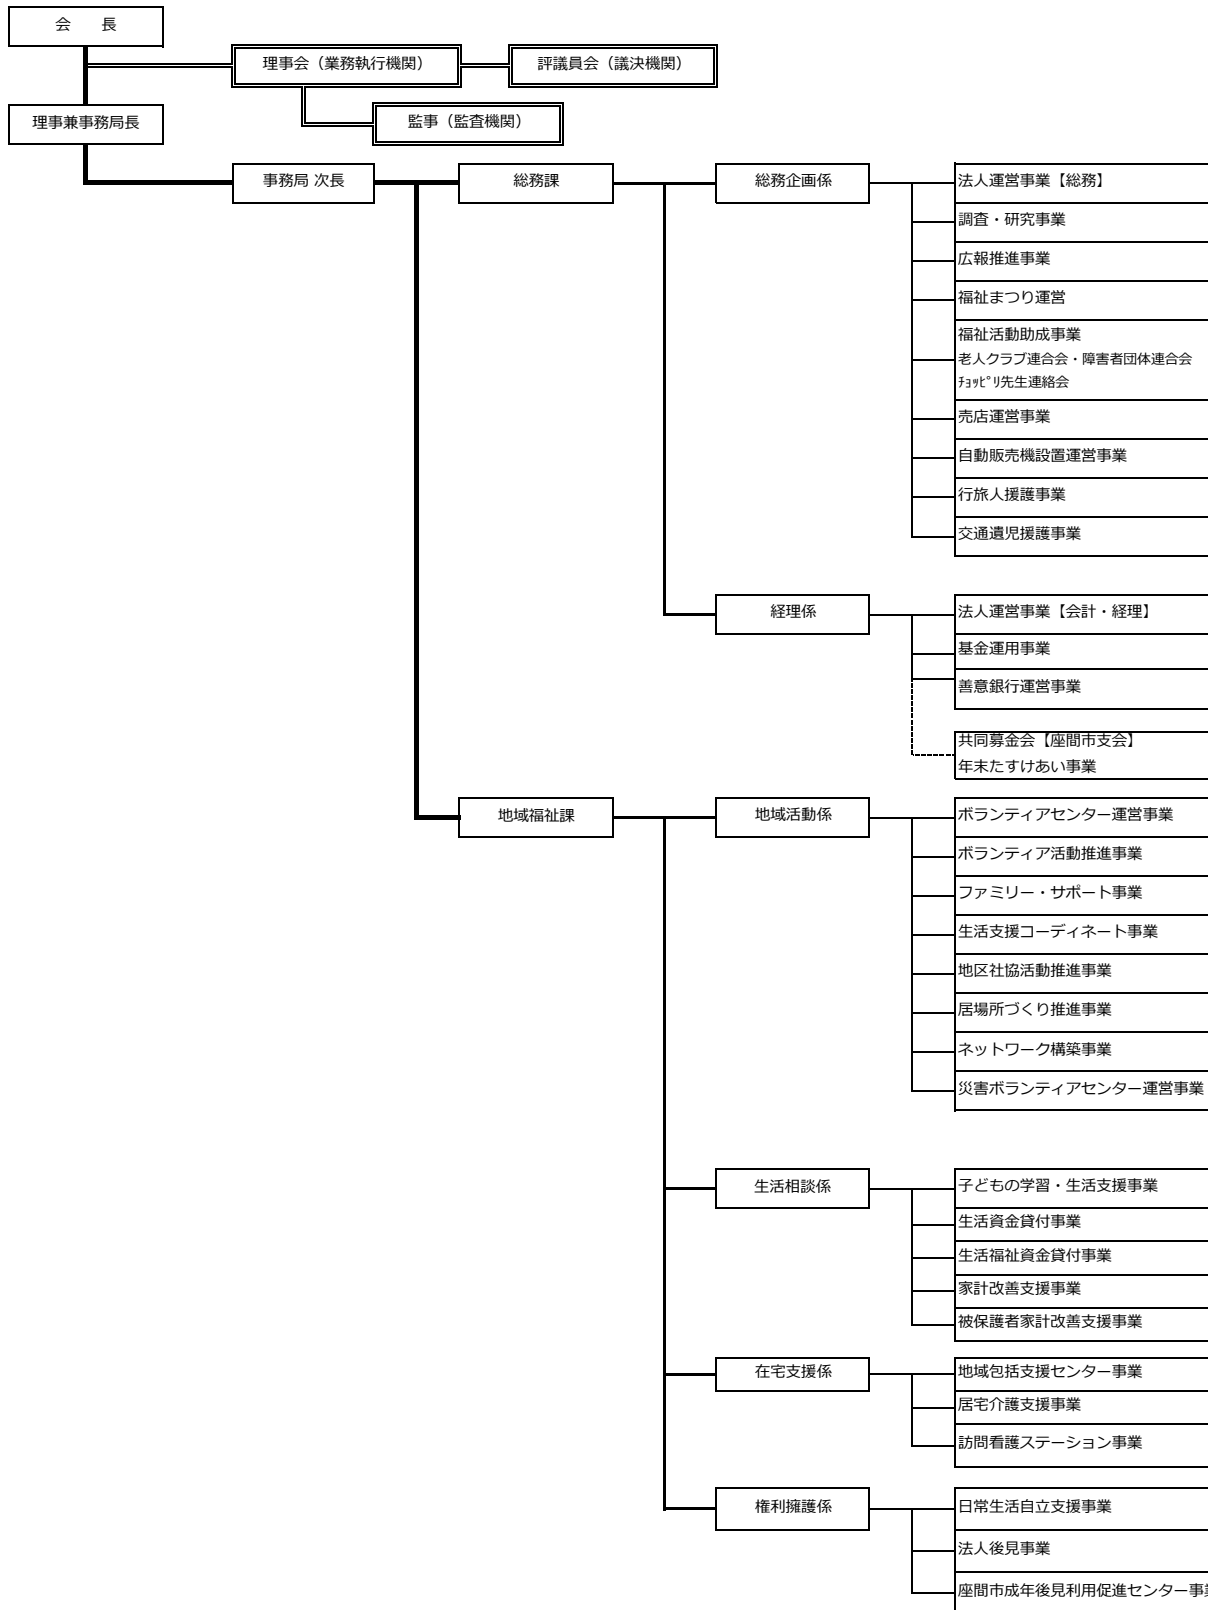 会　　長
理事会（業務執行機関）
評議員会（議決機関）
理事兼事務局長
監事（監査機関）
事務局 次長
総務課
総務企画係
法人運営事業【総務】
調査・研究事業
広報推進事業
福祉まつり運営
福祉活動助成事業
老人クラブ連合会・障害者団体連合会
ﾁｮｯﾋﾟﾘ先生連絡会
売店運営事業
自動販売機設置運営事業
行旅人援護事業
交通遺児援護事業
経理係
法人運営事業【会計・経理】
基金運用事業
善意銀行運営事業
共同募金会【座間市支会】
年末たすけあい事業
地域福祉課
地域活動係
ボランティアセンター運営事業
ボランティア活動推進事業
ファミリー・サポート事業
生活支援コーディネート事業
地区社協活動推進事業
居場所づくり推進事業
ネットワーク構築事業
災害ボランティアセンター運営事業
生活相談係
子どもの学習・生活支援事業
生活資金貸付事業
生活福祉資金貸付事業
家計改善支援事業
被保護者家計改善支援事業
在宅支援係
地域包括支援センター事業
居宅介護支援事業
訪問看護ステーション事業
権利擁護係
日常生活自立支援事業
法人後見事業
座間市成年後見利用促進センター事業